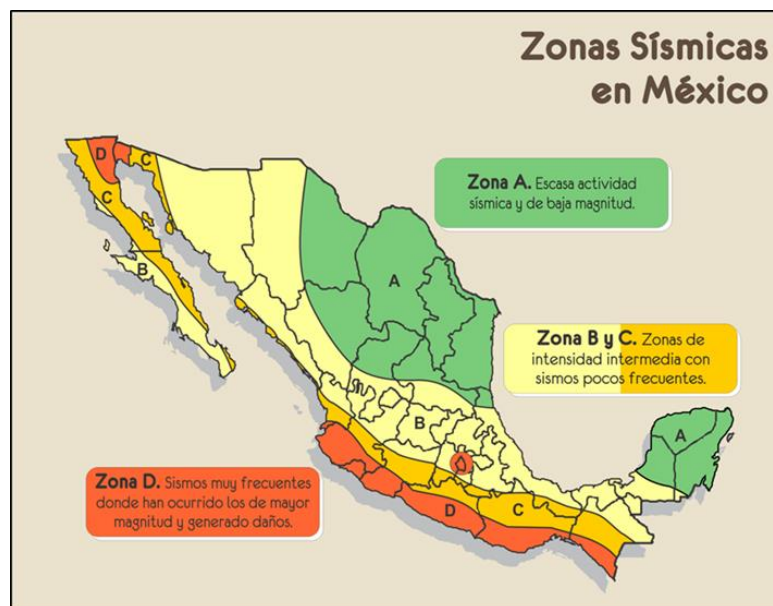 Zonas Sísmicas
en México
D
C
C
B
A
Zona A. Escasa actividad
sísmica y de baja magnitud.
Zona B y C. Zonas de
intensidad intermedia con
sismos pocos frecuentes.
B
A
Zona D. Sismos muy frecuentes
donde han ocurrido los de mayor
magnitud y generado daños.
D
C